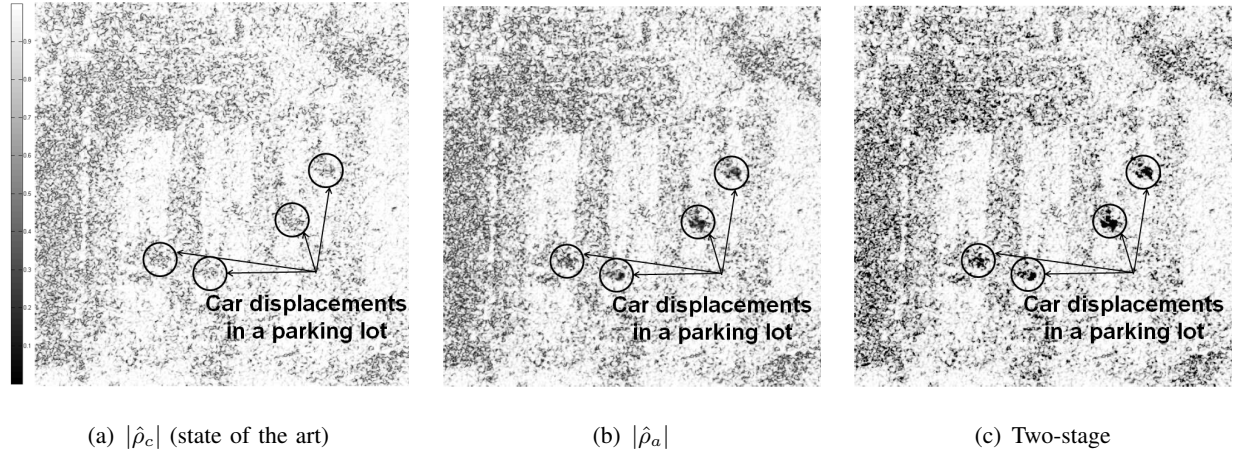 0.9
0.8
0.7
0.6
0.5
0.4
0.3
0.2
0.1
Car displacements
in a parking lot
Car displacements
in a parking lot
Car displacements
in a parking lot
(a) |ρ̂c| (state of the art)
(b) |ρ̂a|
(c) Two-stage